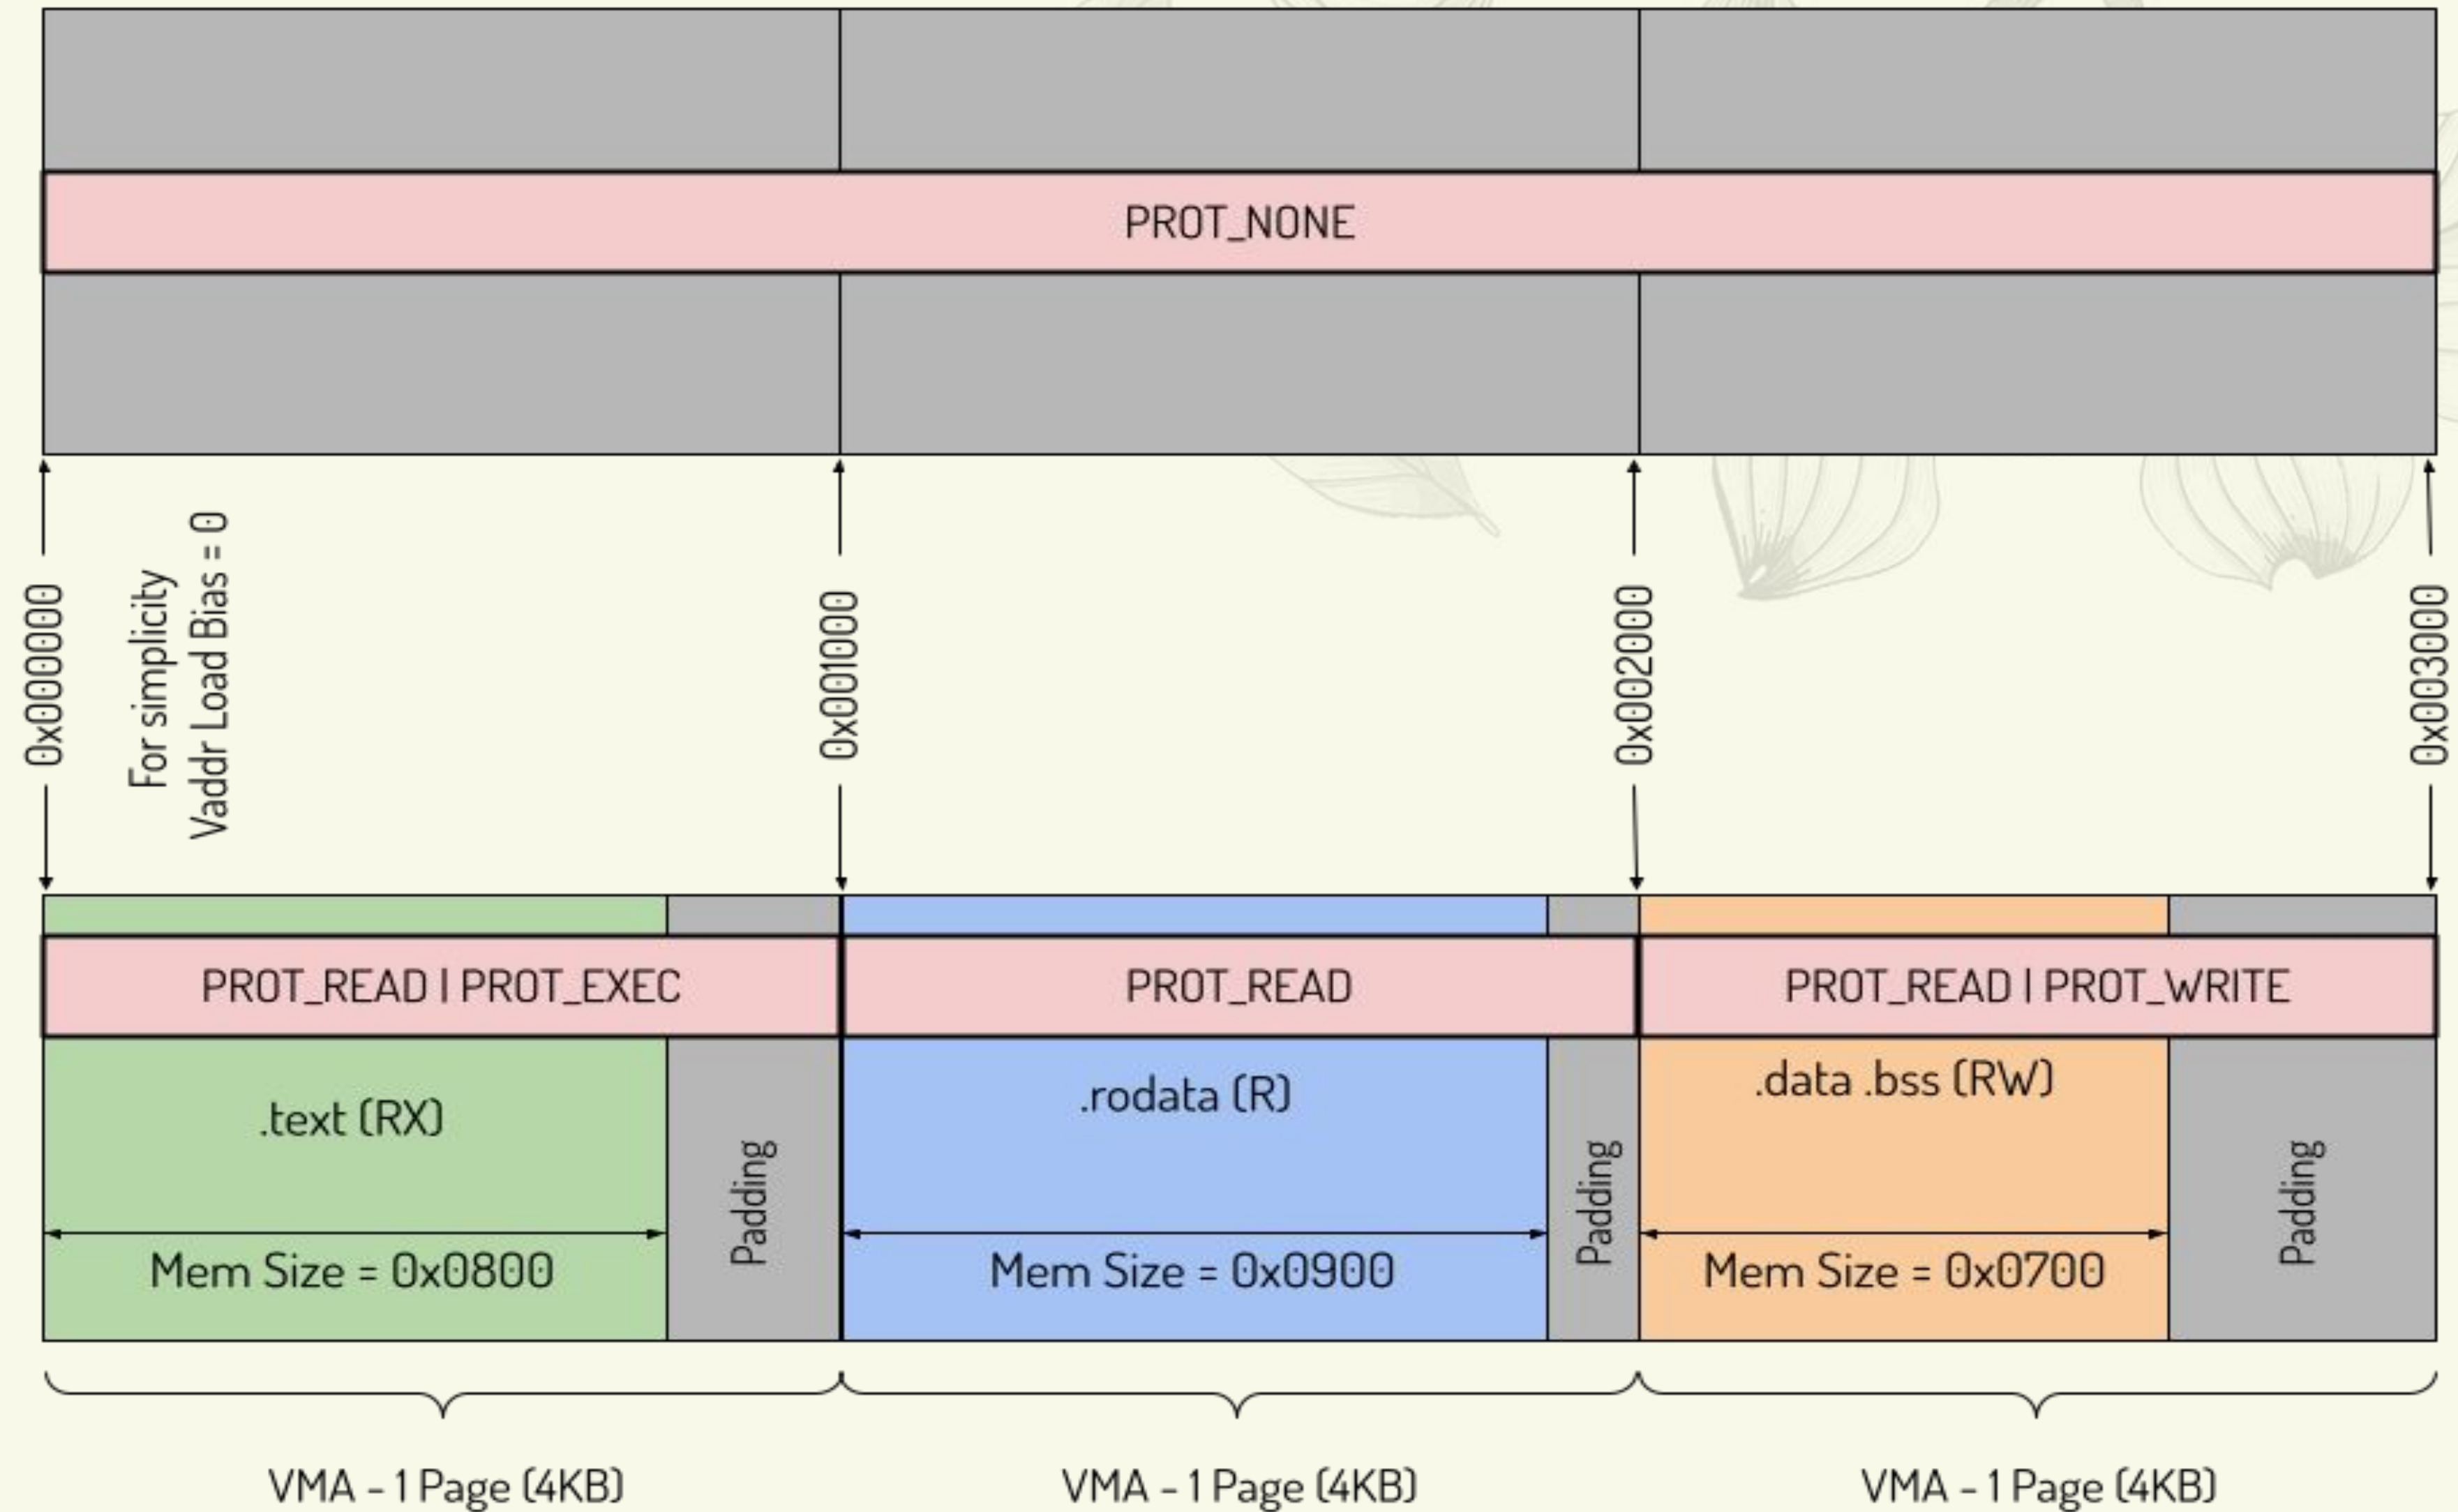 PROT_NONE
0x000000
For simplicity
Vaddr Load Bias = 0
0x001000
0x002000
0x003000
PROT_READ | PROT_EXEC
PROT_READ
PROT_READ | PROT_WRITE
.text (RX)
.rodata (R)
.data .bss (RW)
Padding
Padding
Padding
Mem Size = 0x0800
Mem Size = 0x0900
Mem Size = 0x0700
VMA - 1 Page (4KB)
VMA - 1 Page (4KB)
VMA - 1 Page (4KB)